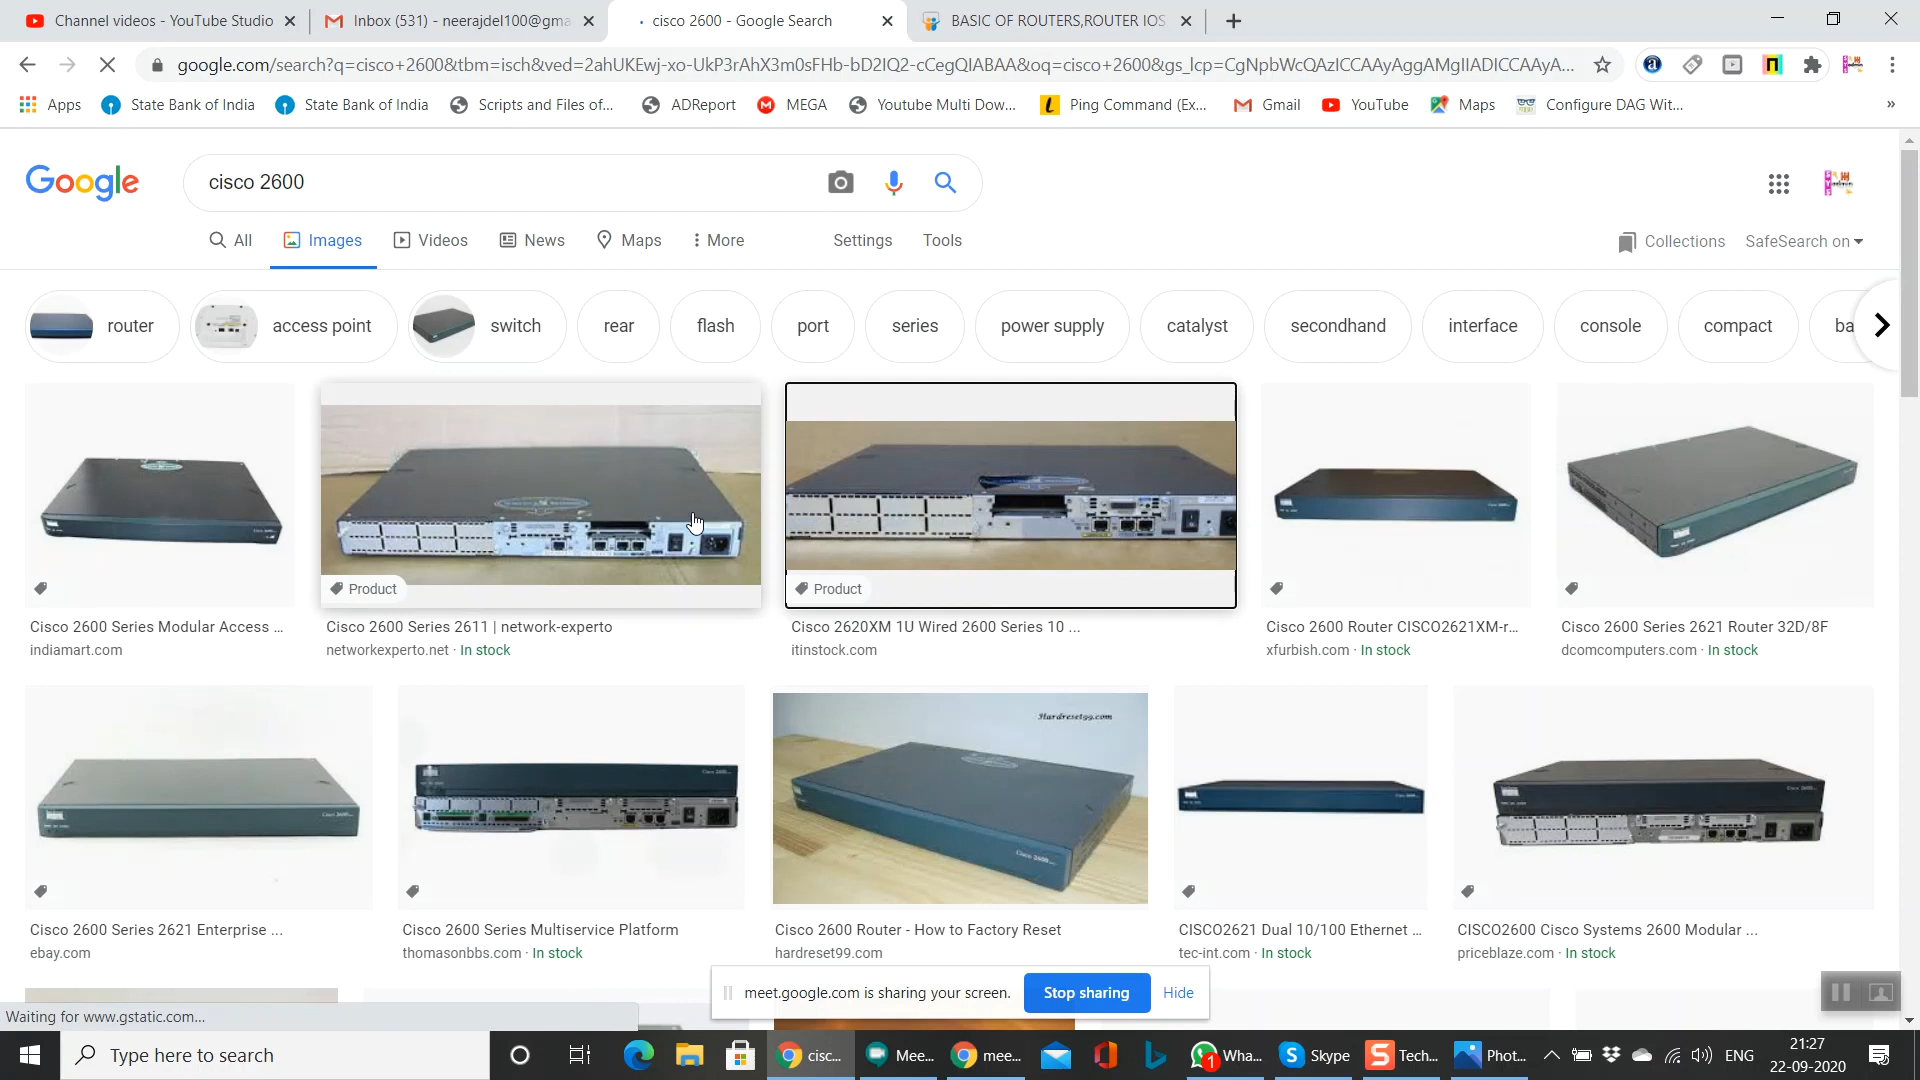 Channel videos - YouTube Studio
Inbox (531) - neerajdel100@gma
cisco 2600 - Google Search
BASIC OF ROUTERS,ROUTER IOS
google.com/search?q=cisco+2600&tbm=isch&ved=2ahUKEwj-xo-UkP3rAhX3m0sFHb-bD2IQ2-cCegQIABAA&oq=cisco+2600&gs_lcp=CgNpbWcQAzICCAAyAggAMgIIADICCAAyA...
Apps
State Bank of India
State Bank of India
Scripts and Files of...
ADReport
MEGA
Youtube Multi Dow...
Ping Command (Ex...
Gmail
YouTube
Maps
Configure DAG Wit...
»
Google
cisco 2600
All
Images
Videos
News
Maps
More
Settings
Tools
Collections
SafeSearch on
router
access point
switch
rear
flash
port
series
power supply
catalyst
secondhand
interface
console
compact
ba
Product
Product
Cisco 2600 Series Modular Access ...
indiamart.com
Cisco 2600 Series 2611 | network-experto
networkexperto.net · In stock
Cisco 2620XM 1U Wired 2600 Series 10 ...
itinstock.com
Cisco 2600 Router CISCO2621XM-r...
xfurbish.com · In stock
Cisco 2600 Series 2621 Router 32D/8F
dcomcomputers.com · In stock
Hardreset99.com
Cisco 2600 Series 2621 Enterprise ...
ebay.com
Cisco 2600 Series Multiservice Platform
thomasonbbs.com · In stock
Cisco 2600 Router - How to Factory Reset
hardreset99.com
CISCO2621 Dual 10/100 Ethernet ...
tec-int.com · In stock
CISCO2600 Cisco Systems 2600 Modular ...
priceblaze.com · In stock
meet.google.com is sharing your screen.
Stop sharing
Hide
Waiting for www.gstatic.com...
Type here to search
cisc...
Mee...
mee...
1
Wha...
Skype
Tech...
Phot...
ENG
21:27
22-09-2020